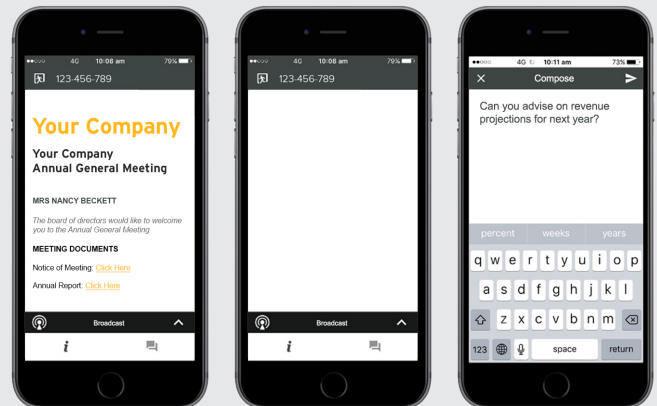 4G 10:08 am 79%
123-456-789
Your Company
Your Company
Annual General Meeting
MRS NANCY BECKETT
The board of directors would like to welcome
you to the Annual General Meeting
MEETING DOCUMENTS
Notice of Meeting: Click Here
Annual Report: Click Here
Broadcast
i
4G 10:08 am 79%
123-456-789
Broadcast
i
4G 10:11 am 73%
Compose
Can you advise on revenue
projections for next year?
percent weeks years
q w e r t y u i o p
a s d f g h j k l
z x c v b n m
123 space return